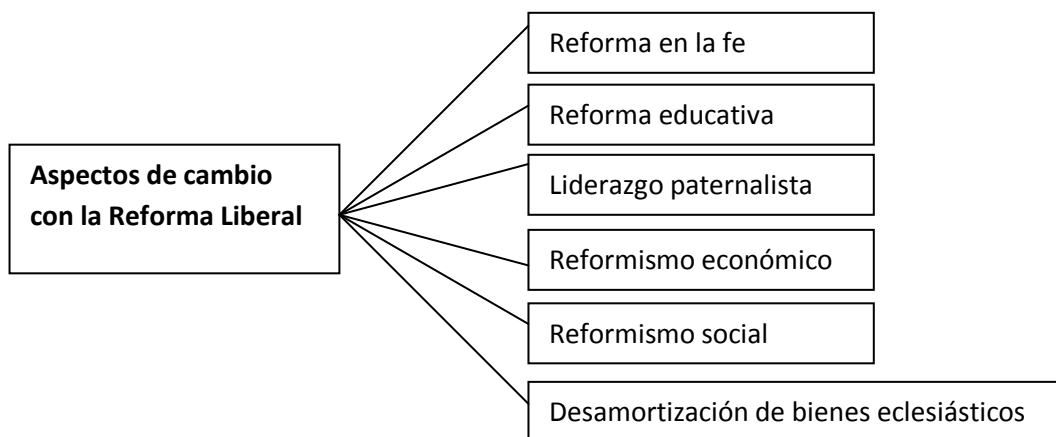 Aspectos de cambio
con la Reforma Liberal
Reforma en la fe
Reforma educativa
Liderazgo paternalista
Reformismo económico
Reformismo social
Desamortización de bienes eclesiásticos